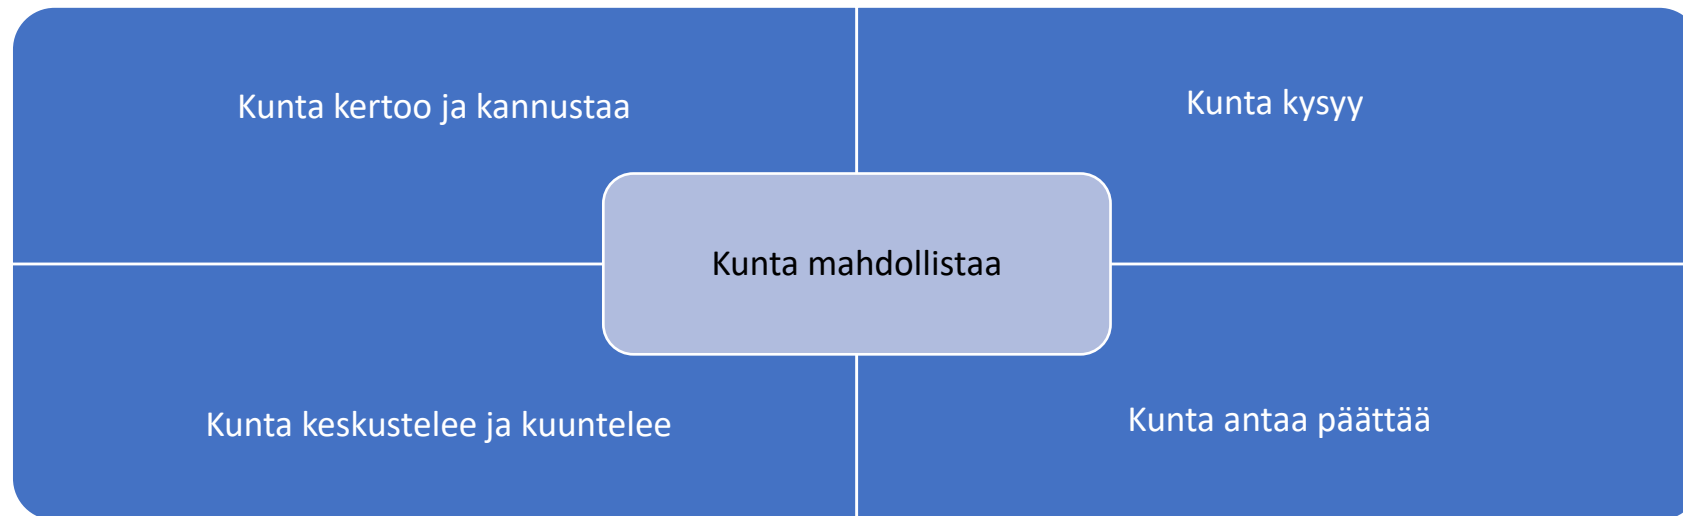 Kunta kertoo ja kannustaa
Kunta kysyy
Kunta mahdollistaa
Kunta keskustelee ja kuuntelee
Kunta antaa päättää